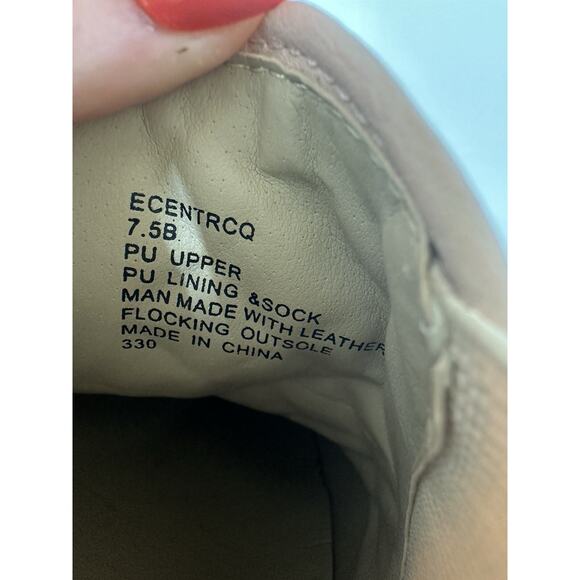 ECENTRCQ
7.5B
PU UPPER
PU LINING &SOCK
MAN MADE WITH LEATHER
FLOCKING OUTSOLE
MADE IN CHINA
330